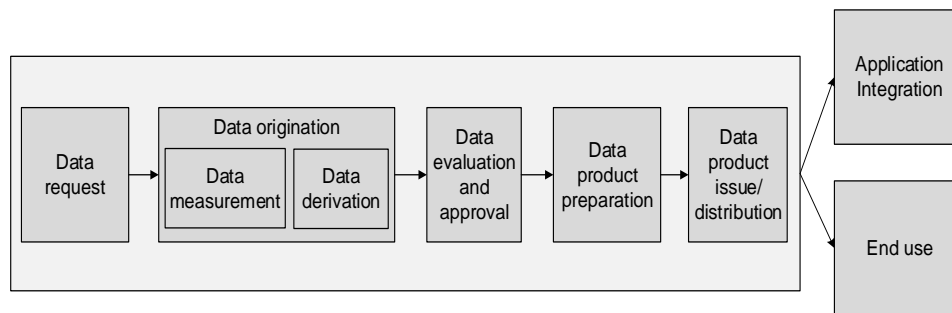 Data
request
Data origination
Data
measurement
Data
derivation
Data
evaluation
and
approval
Data
product
preparation
Data
product
issue/
distribution
Application
Integration
End use